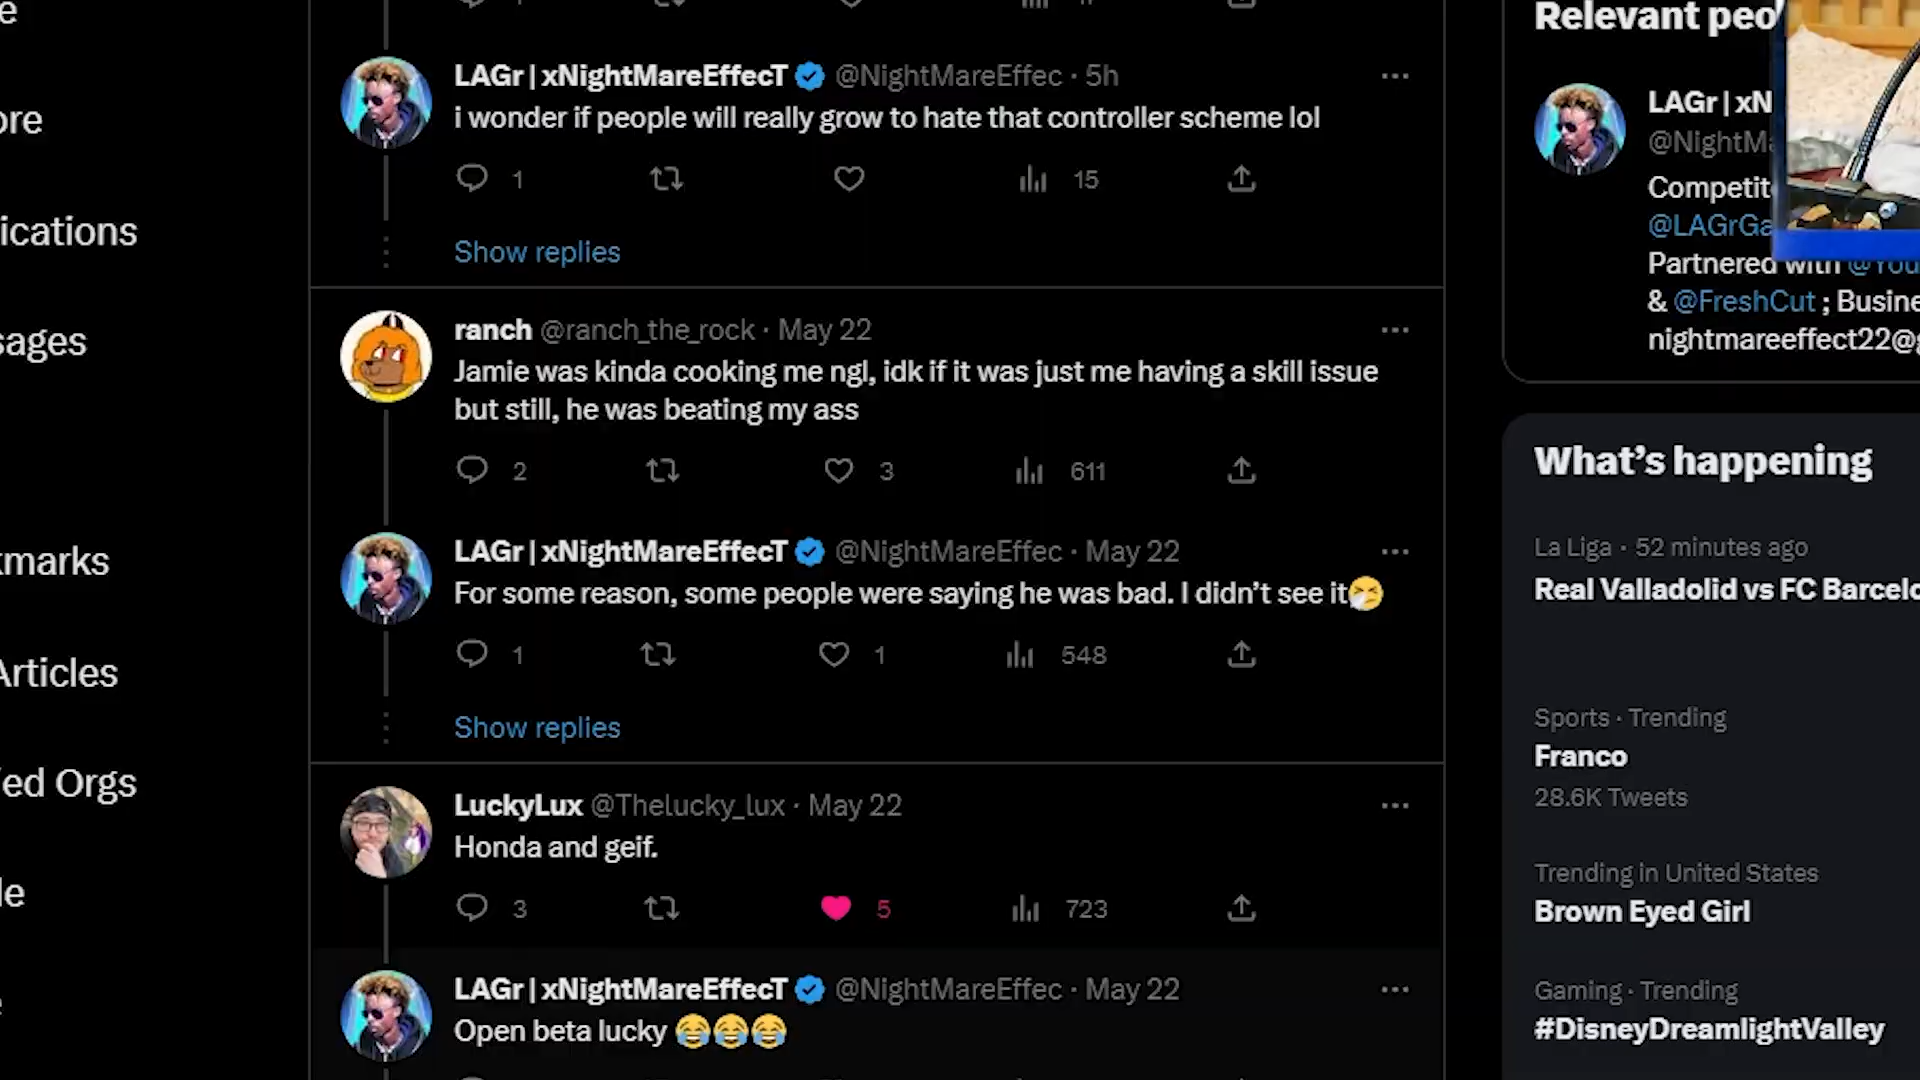 LAGr | xNightMareEffecT @NightMareEffec · 5h
i wonder if people will really grow to hate that controller scheme lol
1 15
Show replies
ranch @ranch_the_rock · May 22
Jamie was kinda cooking me ngl, idk if it was just me having a skill issue
but still, he was beating my ass
2 3 611
LAGr | xNightMareEffecT @NightMareEffec · May 22
For some reason, some people were saying he was bad. I didn't see it🤧
1 1 548
Show replies
LuckyLux @Thelucky_lux · May 22
Honda and geif.
3 5 723
LAGr | xNightMareEffecT @NightMareEffec · May 22
Open beta lucky 😂😂😂
ore
ications
sages
kmarks
Articles
ed Orgs
Relevant peo
LAGr | xN
@NightMa
Competit
@LAGrGa
Partnered with @You
& @FreshCut ; Busine
nightmareeffect22@g
What's happening
La Liga · 52 minutes ago
Real Valladolid vs FC Barcelo
Sports · Trending
Franco
28.6K Tweets
Trending in United States
Brown Eyed Girl
Gaming · Trending
#DisneyDreamlightValley